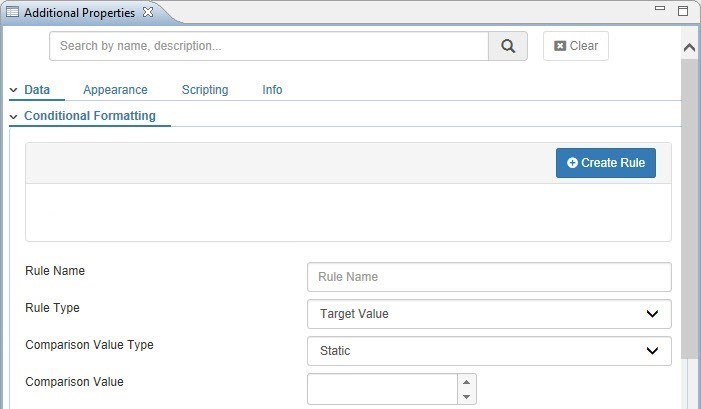 Additional Properties
Search by name, description...
Clear
Data Appearance Scripting Info
Conditional Formatting
Create Rule
Rule Name Rule Name
Rule Type Target Value
Comparison Value Type Static
Comparison Value